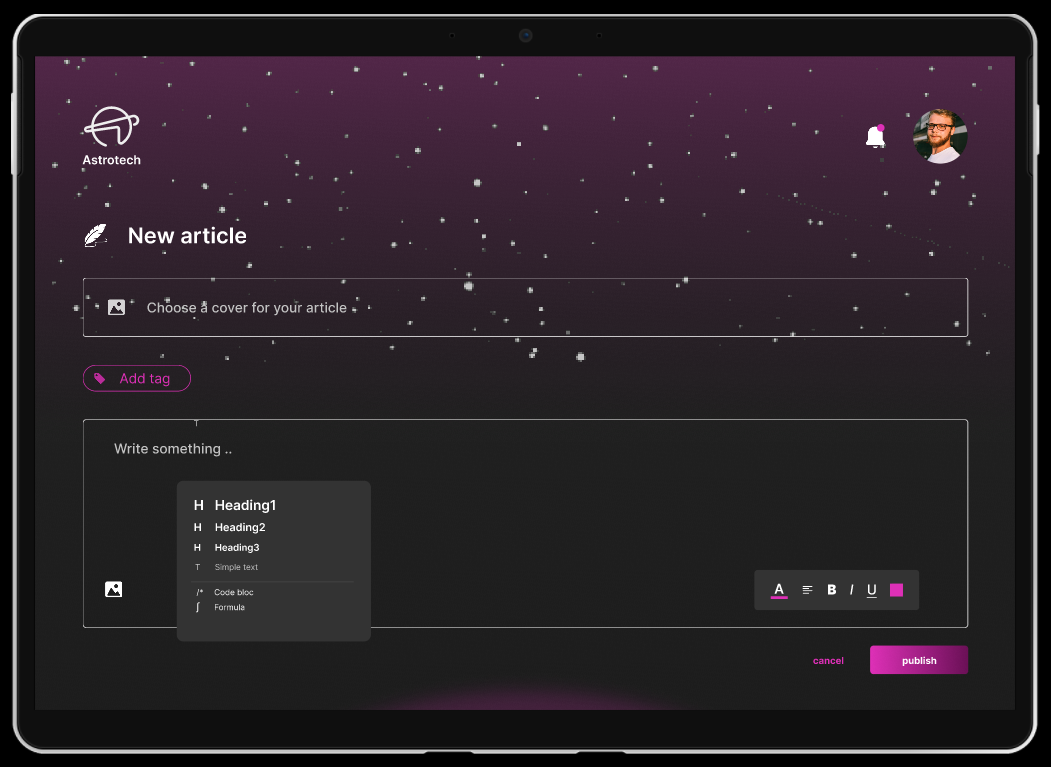 Astrotech
New article
Choose a cover for your article
Add tag
T
Write something ..
H Heading1
H Heading2
H Heading3
T Simple text
/* Code bloc
∫ Formula
A B I U
cancel
publish